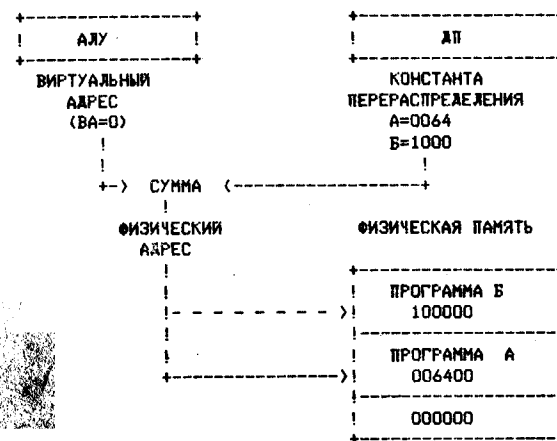 АЛУ
ДП
ВИРТУАЛЬНЫЙ
АДРЕС
(ВА=0)
КОНСТАНТА
ПЕРЕРАСПРЕДЕЛЕНИЯ
А=0064
Б=1000
СУММА
ФИЗИЧЕСКИЙ
АДРЕС
ФИЗИЧЕСКАЯ ПАМЯТЬ
ПРОГРАММА Б
100000
ПРОГРАММА А
006400
000000